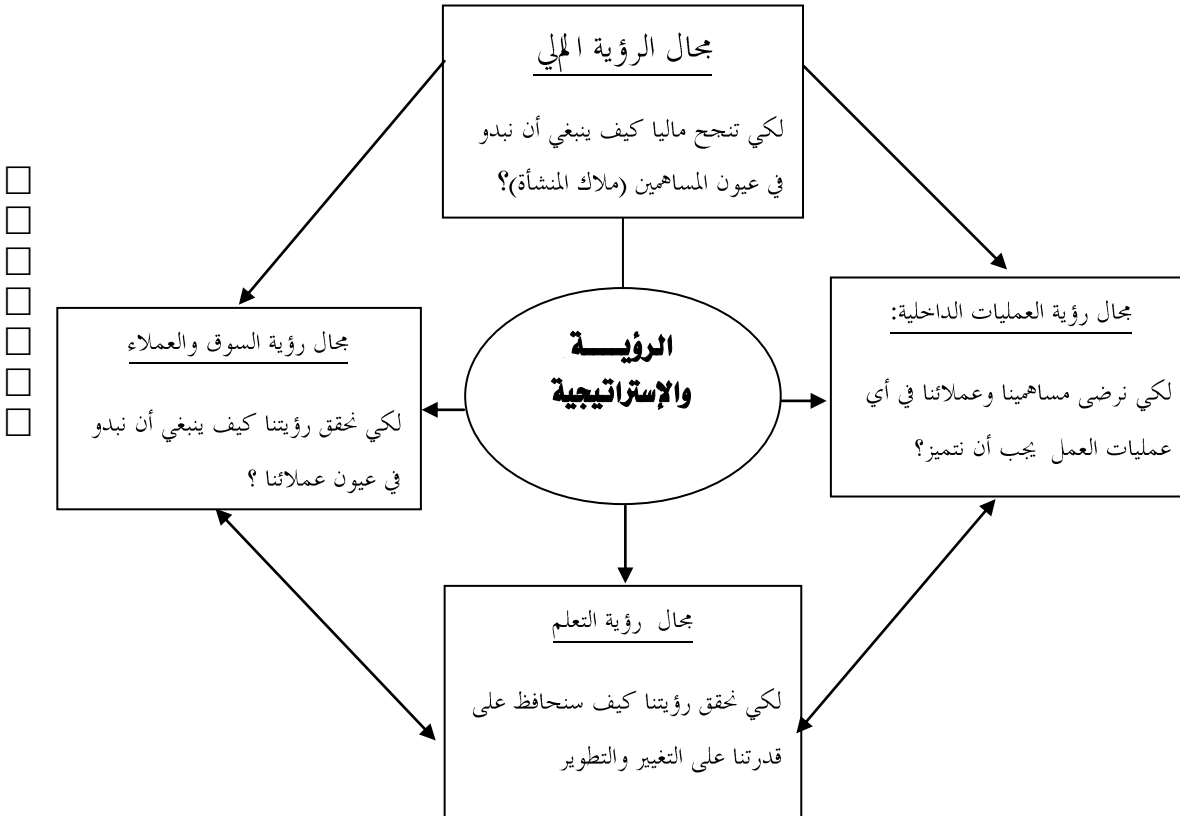 مجال الرؤية المالي
لكي تنجح ماليا كيف ينبغي أن نبدو
في عيون المساهمين (ملاك المنشأة)؟
مجال رؤية العمليات الداخلية:
لكي نرضى مساهمينا وعملائنا في أي
عمليات العمل يجب أن نتميز؟
الرؤيـــة
والإستراتيجية
مجال رؤية السوق والعملاء
لكي نحقق رؤيتنا كيف ينبغي أن نبدو
في عيون عملائنا ؟
مجال رؤية التعلم
لكي نحقق رؤيتنا كيف سنحافظ على
قدرتنا على التغيير والتطوير